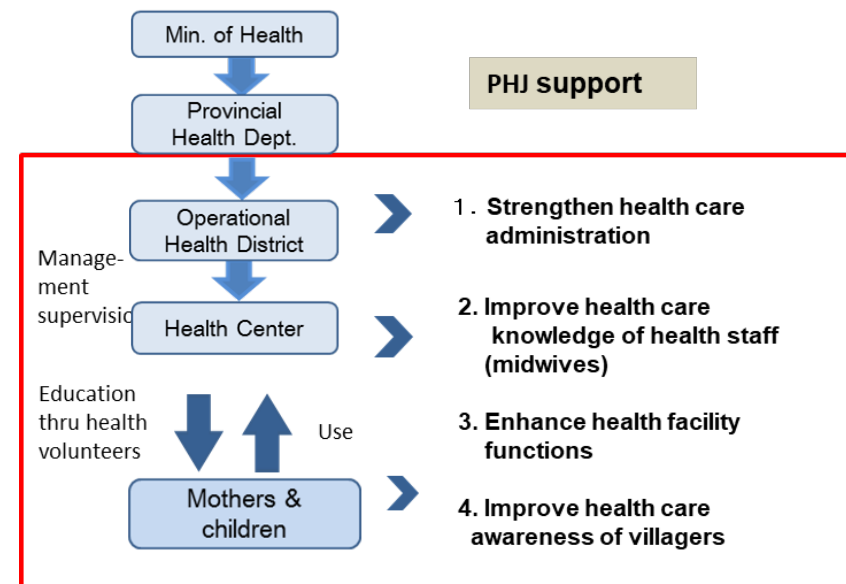 Min. of Health
PHJ support
Provincial
Health Dept.
Operational
Health District
1. Strengthen health care
administration
Manage-
ment
supervisio
Health Center
2. Improve health care
knowledge of health staff
(midwives)
Education
thru health
volunteers
Use
3. Enhance health facility
functions
Mothers &
children
4. Improve health care
awareness of villagers